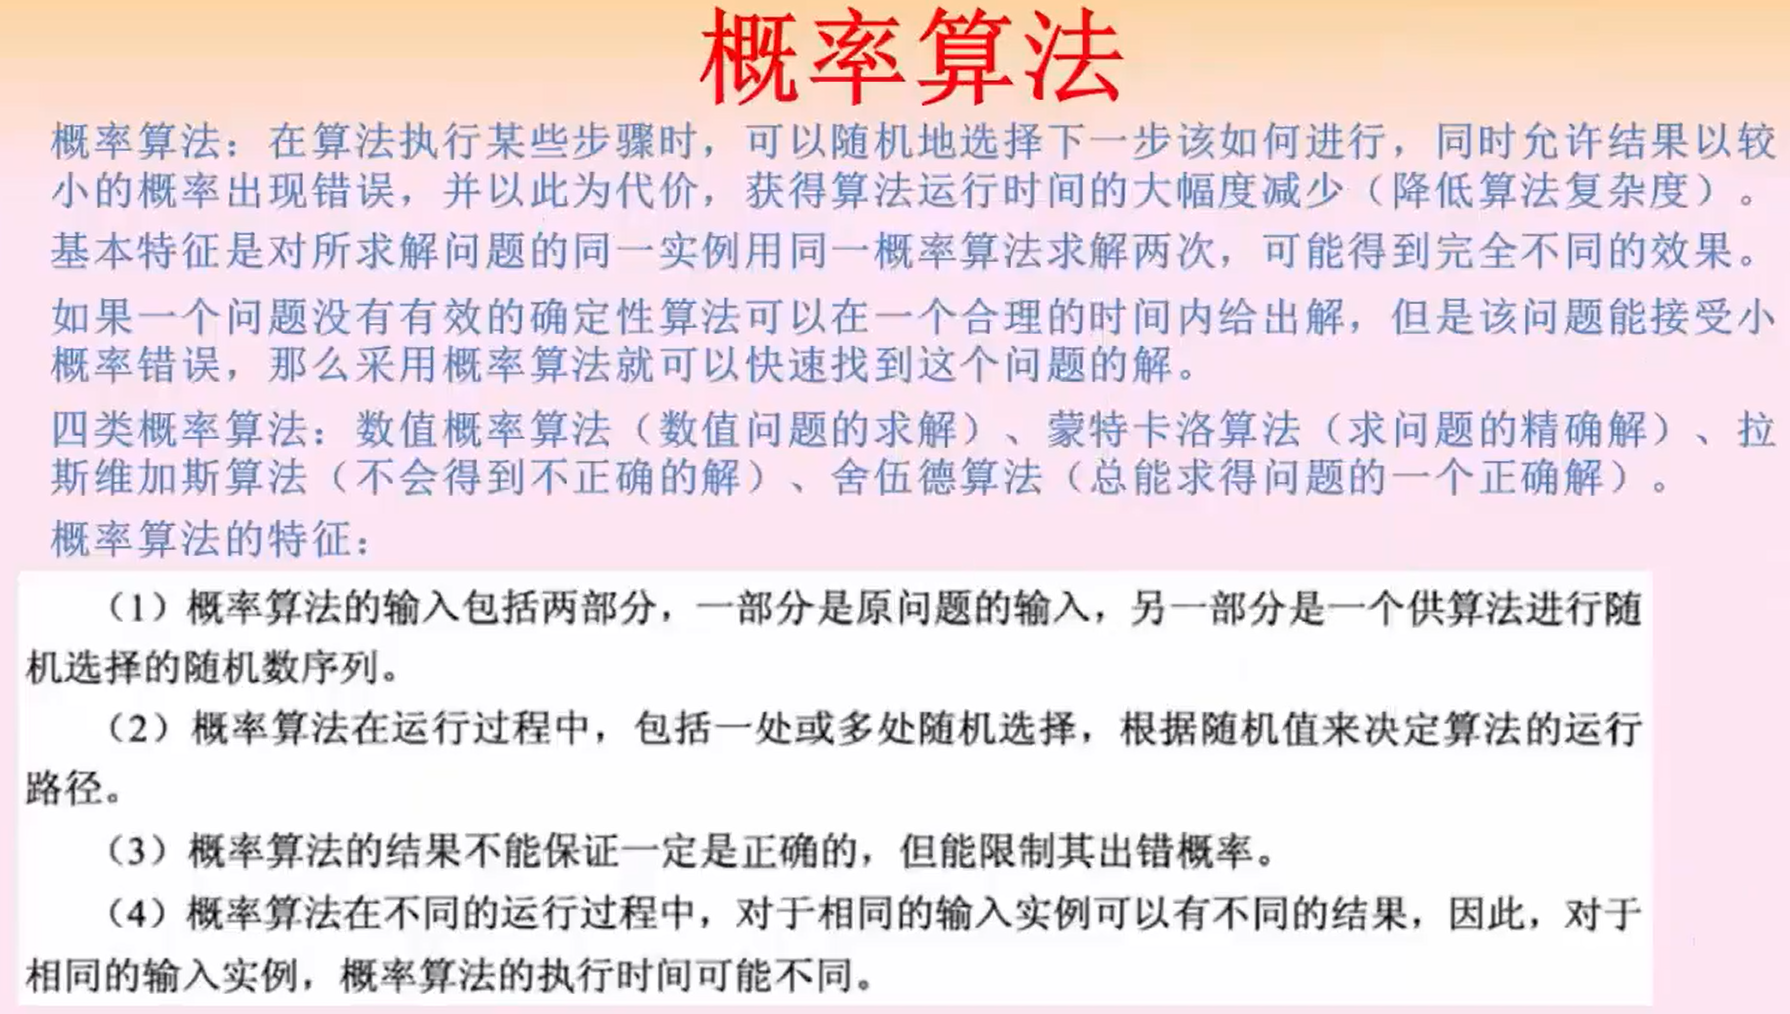 概率算法
概率算法：在算法执行某些步骤时，可以随机地选择下一步该如何进行，同时允许结果以较
小的概率出现错误，并以此为代价，获得算法运行时间的大幅度减少（降低算法复杂度）。
基本特征是对所求解问题的同一实例用同一概率算法求解两次，可能得到完全不同的效果。
如果一个问题没有有效的确定性算法可以在一个合理的时间内给出解，但是该问题能接受小
概率错误，那么采用概率算法就可以快速找到这个问题的解。
四类概率算法：数值概率算法（数值问题的求解）、蒙特卡洛算法（求问题的精确解）、拉
斯维加斯算法（不会得到不正确的解）、舍伍德算法（总能求得问题的一个正确解）。
概率算法的特征：
（1）概率算法的输入包括两部分，一部分是原问题的输入，另一部分是一个供算法进行随
机选择的随机数序列。
（2）概率算法在运行过程中，包括一处或多处随机选择，根据随机值来决定算法的运行
路径。
（3）概率算法的结果不能保证一定是正确的，但能限制其出错概率。
（4）概率算法在不同的运行过程中，对于相同的输入实例可以有不同的结果，因此，对于
相同的输入实例，概率算法的执行时间可能不同。